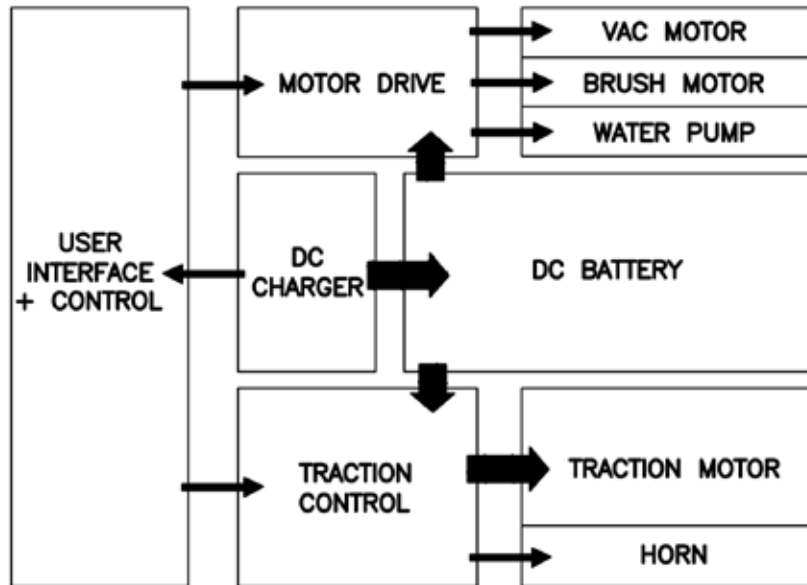 MOTOR DRIVE
VAC MOTOR
BRUSH MOTOR
WATER PUMP
USER
INTERFACE
+ CONTROL
DC
CHARGER
DC BATTERY
TRACTION
CONTROL
TRACTION MOTOR
HORN